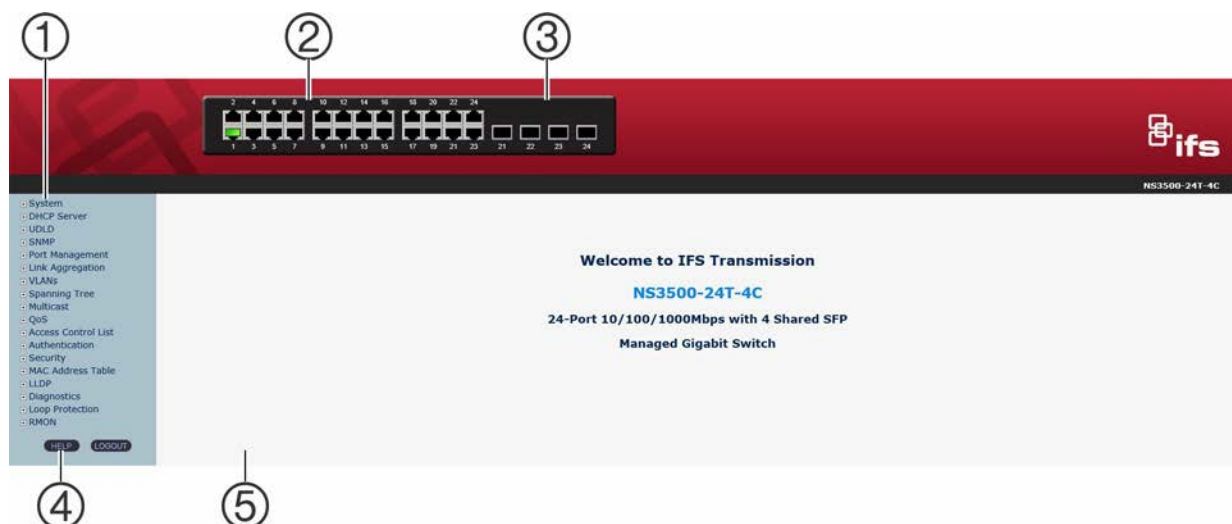 1 2 3
2 4 6 8 10 12 14 16 18 20 22 24
1 3 5 7 9 11 13 15 17 19 21 23 21 22 23 24
ifs
NS3500-24T-4C
System
DHCP Server
UDLD
SNMP
Port Management
Link Aggregation
VLANs
Spanning Tree
Multicast
QoS
Access Control List
Authentication
Security
MAC Address Table
LLDP
Diagnostics
Loop Protection
RMON
HELP LOGOUT
Welcome to IFS Transmission
NS3500-24T-4C
24-Port 10/100/1000Mbps with 4 Shared SFP
Managed Gigabit Switch
4 5